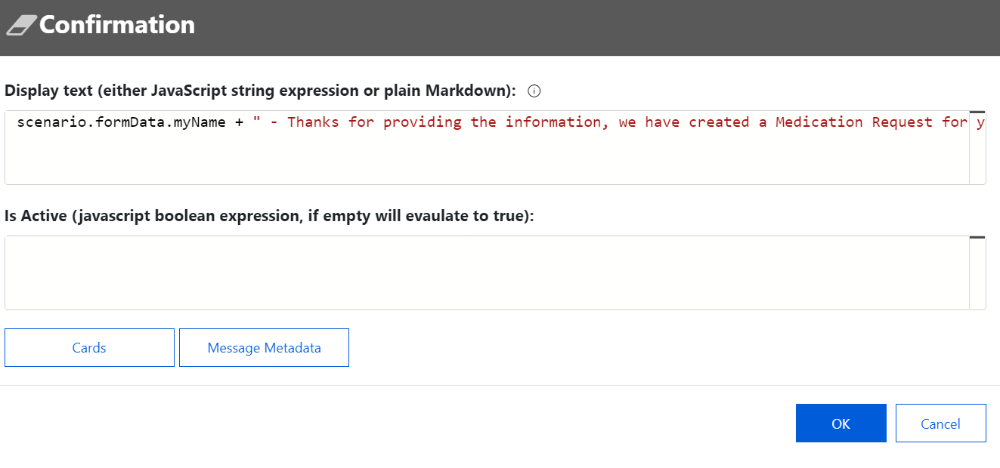 Confirmation
Display text (either JavaScript string expression or plain Markdown):
scenario.formData.myName + " - Thanks for providing the information, we have created a Medication Request for y
Is Active (javascript boolean expression, if empty will evaulate to true):
Cards
Message Metadata
OK
Cancel